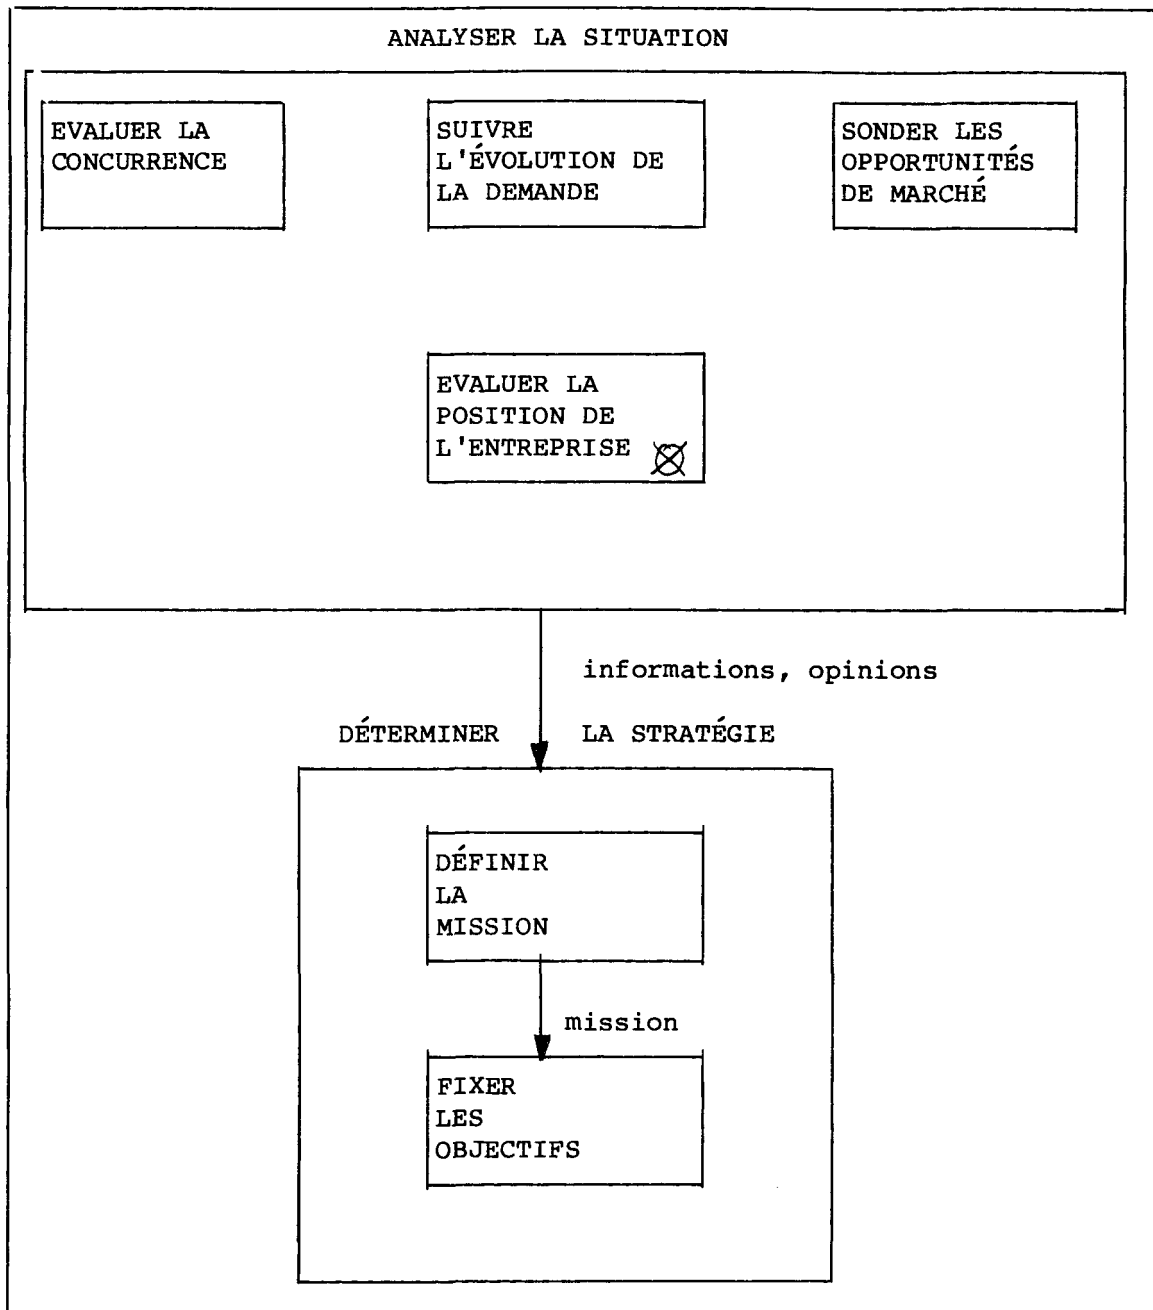 ANALYSER LA SITUATION
EVALUER LA
CONCURRENCE
SUIVRE
L'ÉVOLUTION DE
LA DEMANDE
SONDER LES
OPPORTUNITÉS
DE MARCHÉ
EVALUER LA
POSITION DE
L'ENTREPRISE
informations, opinions
DÉTERMINER LA STRATÉGIE
DÉFINIR
LA
MISSION
mission
FIXER
LES
OBJECTIFS